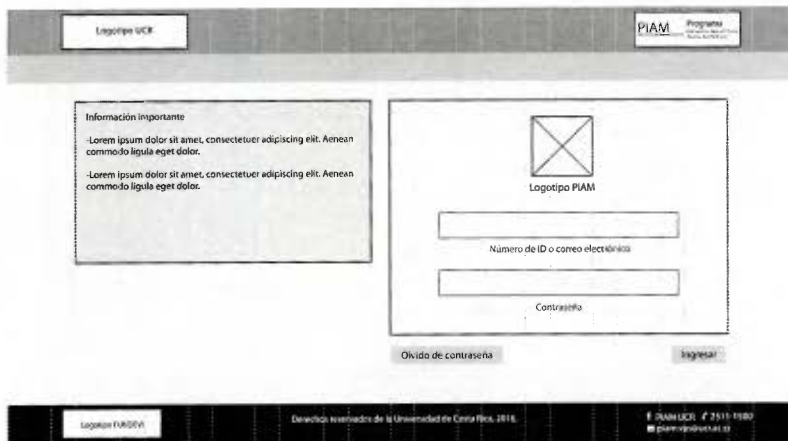 Logotipo UCR
PIAM
Programa
Información importante
-Lorem ipsum dolor sit amet, consectetuer adipiscing elit. Aenean
commodo ligula eget dolor.
-Lorem ipsum dolor sit amet, consectetuer adipiscing elit. Aenean
commodo ligula eget dolor.
Logotipo PIAM
Número de ID o correo electrónico
Contraseña
Olvido de contraseña
Ingresar
Logotipo FUNDEVI
Derechos reservados de la Universidad de Costa Rica, 2016.
PIAM UCR 2511-1580